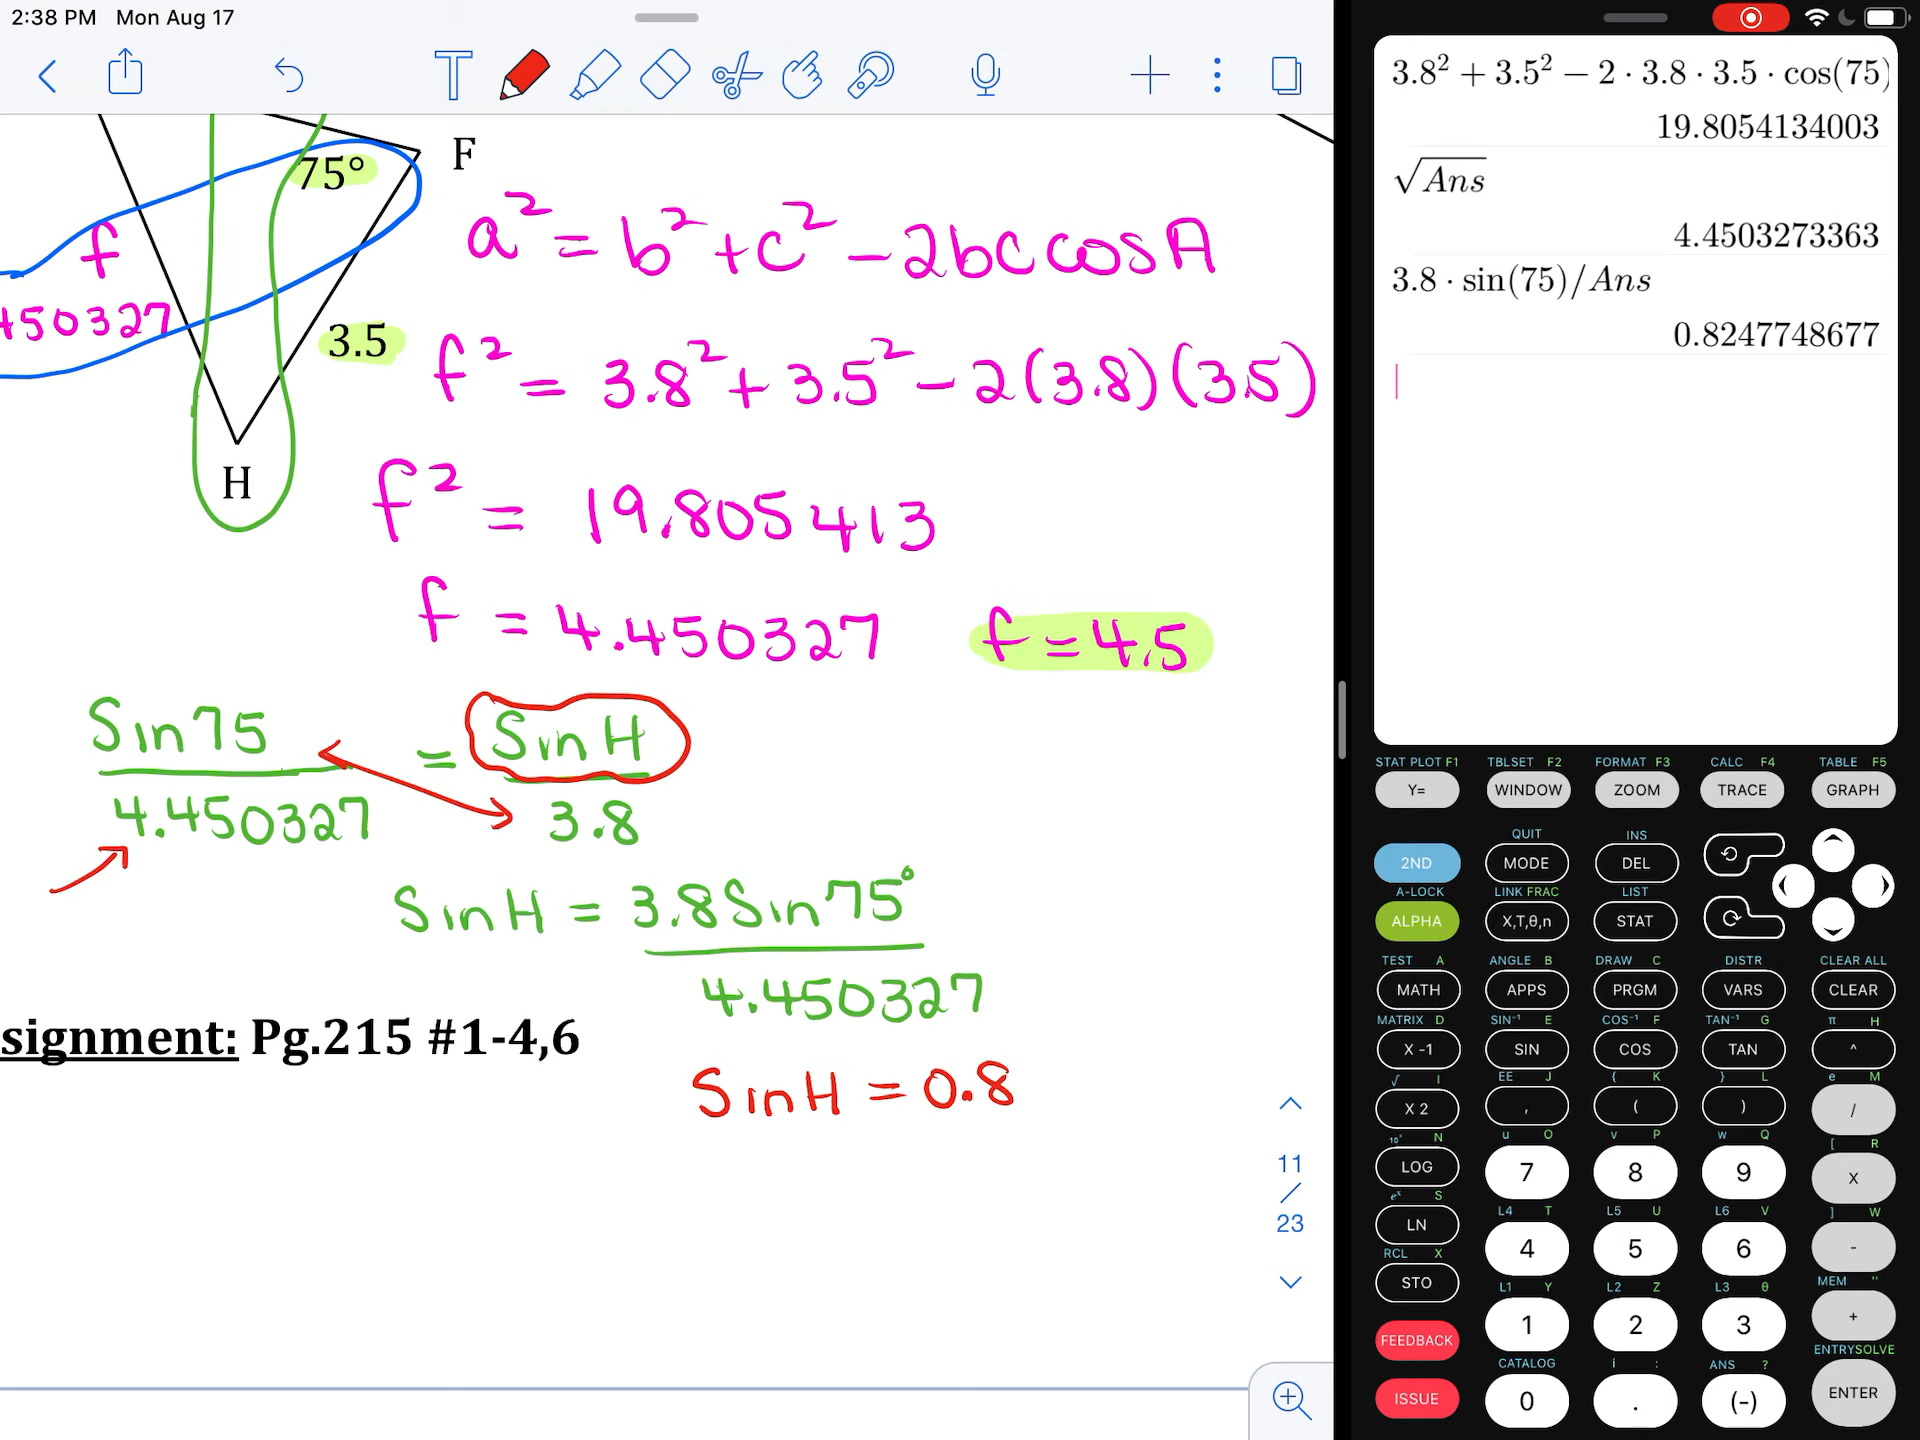 2:38 PM Mon Aug 17
F
75°
f
450327
3.5
H
a² = b² + c² - 2bc cosA
f² = 3.8² + 3.5² - 2(3.8)(3.5)
f² = 19.805413
f = 4.450327
f = 4.5
Sin75 / 4.450327 = SinH / 3.8
SinH = 3.8Sin75° / 4.450327
signment: Pg.215 #1-4,6
SinH = 0.8
11
/
23
3.8² + 3.5² − 2 · 3.8 · 3.5 · cos(75)
19.8054134003
√Ans
4.4503273363
3.8 · sin(75)/Ans
0.8247748677
STAT PLOT F1 TBLSET F2 FORMAT F3 CALC F4 TABLE F5
Y= WINDOW ZOOM TRACE GRAPH
QUIT INS
2ND MODE DEL
A-LOCK LINK FRAC LIST
ALPHA X,T,θ,n STAT
TEST A ANGLE B DRAW C DISTR CLEAR ALL
MATH APPS PRGM VARS CLEAR
MATRIX D SIN⁻¹ E COS⁻¹ F TAN⁻¹ G π H
X -1 SIN COS TAN ^
√ I EE J { K } L e M
X 2 , ( ) /
10ˣ N u O v P w Q [ R
LOG 7 8 9 X
eˣ S L4 T L5 U L6 V ] W
LN 4 5 6 -
RCL X L1 Y L2 Z L3 θ MEM "
STO 1 2 3 +
FEEDBACK
CATALOG i : ANS ? ENTRYSOLVE
ISSUE 0 . (-) ENTER